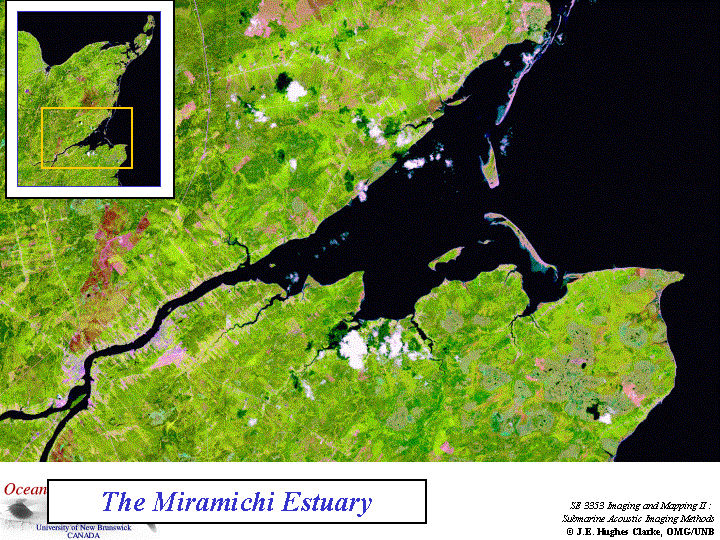 Ocean
The Miramichi Estuary
University of New Brunswick
CANADA
SE 3353 Imaging and Mapping II :
Submarine Acoustic Imaging Methods
© J.E. Hughes Clarke, OMG/UNB